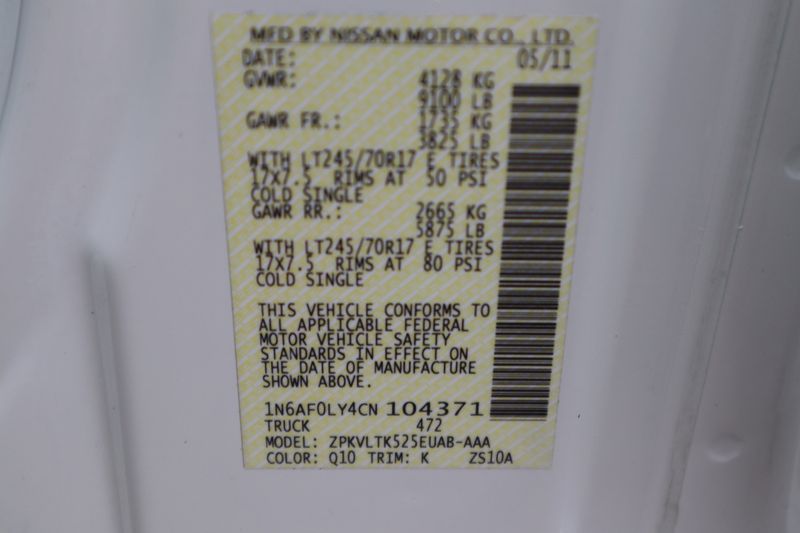 MFD BY NISSAN MOTOR CO., LTD.
DATE: 05/11
GVWR: 4128 KG
9100 LB
GAWR FR.: 1735 KG
3825 LB
WITH LT245/70R17 E TIRES
17X7.5 RIMS AT 50 PSI
COLD SINGLE
GAWR RR.: 2665 KG
5875 LB
WITH LT245/70R17 E TIRES
17X7.5 RIMS AT 80 PSI
COLD SINGLE
THIS VEHICLE CONFORMS TO
ALL APPLICABLE FEDERAL
MOTOR VEHICLE SAFETY
STANDARDS IN EFFECT ON
THE DATE OF MANUFACTURE
SHOWN ABOVE.
1N6AF0LY4CN 104371
TRUCK 472
MODEL: ZPKVLTK525EUAB-AAA
COLOR: Q10 TRIM: K ZS10A